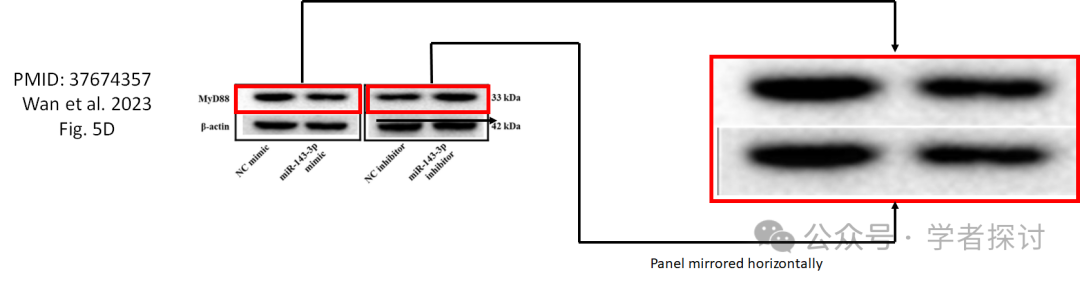 PMID: 37674357
Wan et al. 2023
Fig. 5D
MyD88
33 kDa
β-actin
42 kDa
NC mimic
miR-143-3p
mimic
NC inhibitor
miR-143-3p
inhibitor
公众号 · 学者探讨
Panel mirrored horizontally